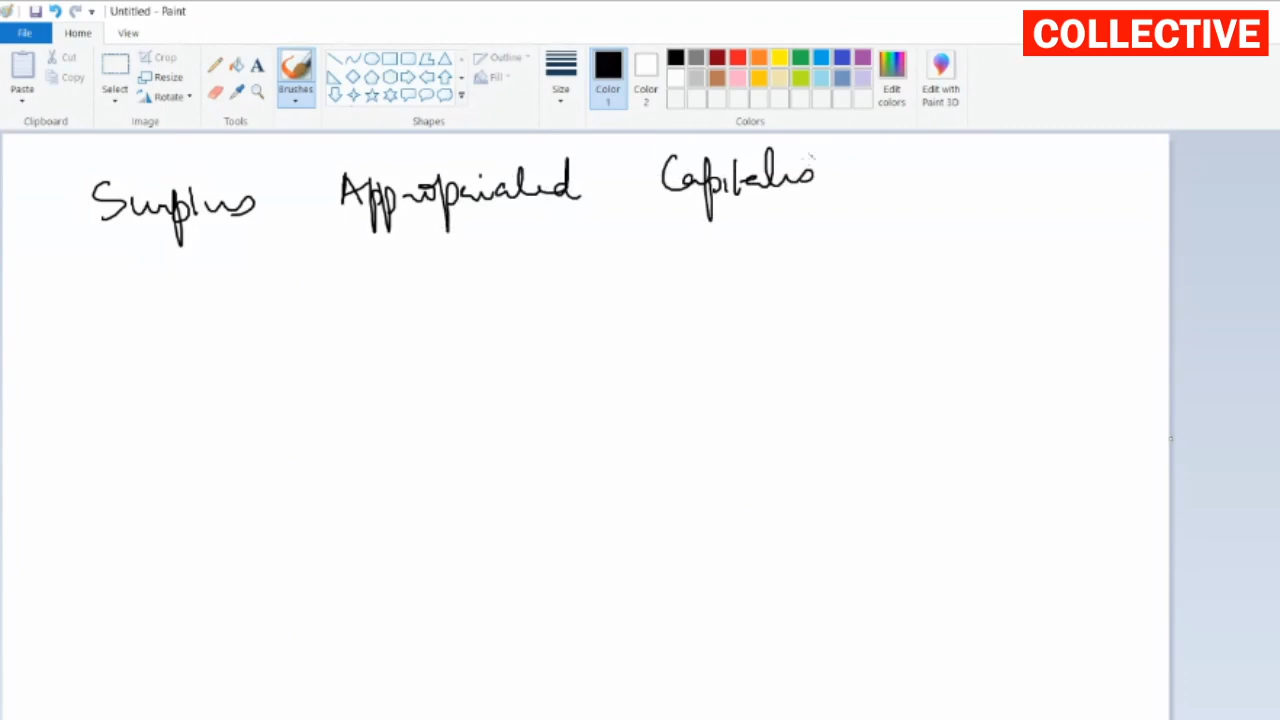 Untitled - Paint
COLLECTIVE
File Home View
Paste
Cut
Copy
Clipboard
Select
Crop
Resize
Rotate
Image
Tools
Brushes
Shapes
Outline
Fill
Size
Color 1
Color 2
Colors
Edit colors
Edit with Paint 3D
Surplus Appropriated Capitalis